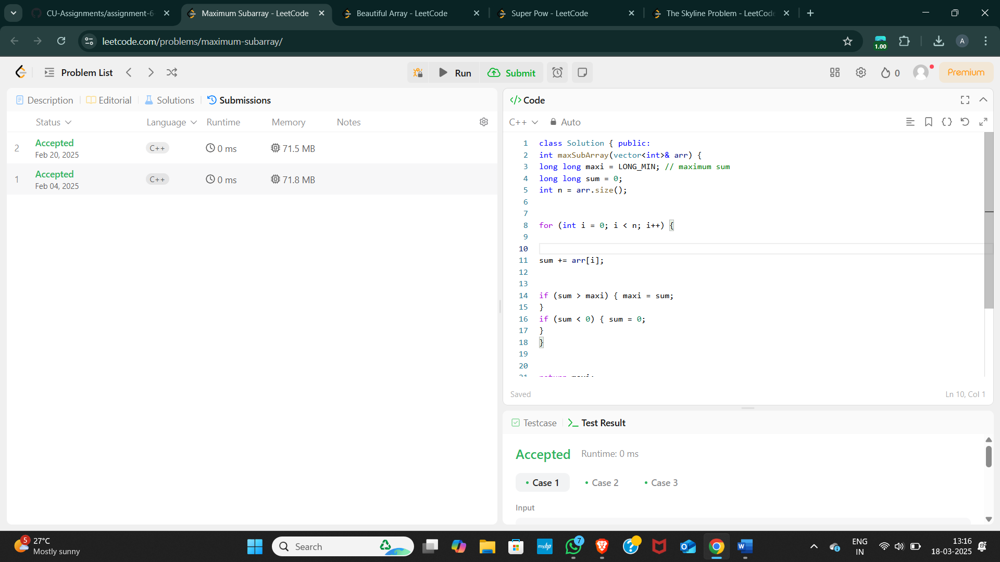 CU-Assignments/assignment-6
Maximum Subarray - LeetCode
Beautiful Array - LeetCode
Super Pow - LeetCode
The Skyline Problem - LeetCode
leetcode.com/problems/maximum-subarray/
1.00
A
Problem List
Run
Submit
0
Premium
Description
Editorial
Solutions
Submissions
Status
Language
Runtime
Memory
Notes
2
Accepted
Feb 20, 2025
C++
0 ms
71.5 MB
1
Accepted
Feb 04, 2025
C++
0 ms
71.8 MB
</> Code
C++
Auto
1 class Solution { public:
2 int maxSubArray(vector<int>& arr) {
3 long long maxi = LONG_MIN; // maximum sum
4 long long sum = 0;
5 int n = arr.size();
6
7
8 for (int i = 0; i < n; i++) {
9
10
11 sum += arr[i];
12
13
14 if (sum > maxi) { maxi = sum;
15 }
16 if (sum < 0) { sum = 0;
17 }
18 }
19
20
21 return maxi;
Saved
Ln 10, Col 1
Testcase
Test Result
Accepted
Runtime: 0 ms
Case 1
Case 2
Case 3
Input
5
27°C
Mostly sunny
Search
myhp
7
ENG
IN
13:16
18-03-2025